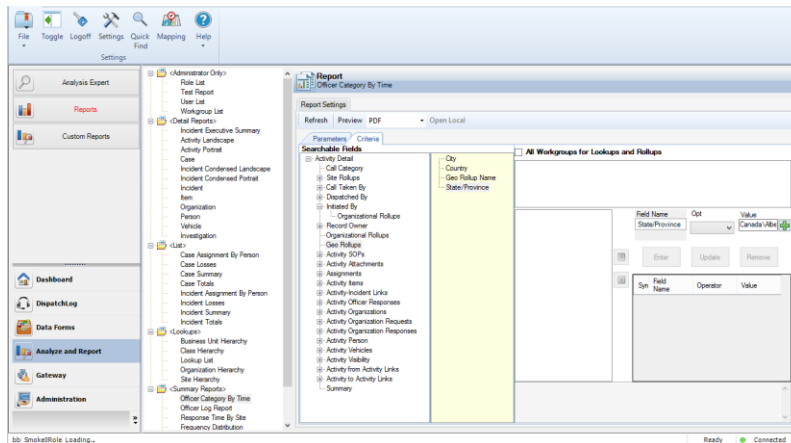 File Toggle Logoff Settings Quick Find Mapping Help
Settings
Analysis Expert
Reports
Custom Reports
Dashboard
DispatchLog
Data Forms
Analyze and Report
Gateway
Administration
<Administrator Only>
Role List
Test Report
User List
Workgroup List
<Detail Reports>
Incident Executive Summary
Activity Landscape
Activity Portrait
Case
Incident Condensed Landscape
Incident Condensed Portrait
Incident
Item
Organization
Person
Vehicle
Investigation
<List>
Case Assignment By Person
Case Losses
Case Summary
Case Totals
Incident Assignment By Person
Incident Losses
Incident Summary
Incident Totals
<Lookups>
Business Unit Hierarchy
Class Hierarchy
Lookup List
Organization Hierarchy
Site Hierarchy
<Summary Reports>
Officer Category By Time
Officer Log Report
Response Time By Site
Frequency Distribution
Report
Officer Category By Time
Report Settings
Refresh Preview PDF Open Local
Parameters Criteria
Searchable Fields
Activity Detail
Call Category
Site Rollups
Call Taken By
Dispatched By
Initiated By
Organizational Rollups
Record Owner
Organizational Rollups
Geo Rollups
Activity SOPs
Activity Attachments
Assignments
Activity Items
Activity-Incident Links
Activity Officer Responses
Activity Organizations
Activity Organization Requests
Activity Organization Responses
Activity Person
Activity Vehicles
Activity Visibility
Activity from Activity Links
Activity to Activity Links
Summary
City
Country
Geo Rollup Name
State/Province
All Workgroups for Lookups and Rollups
Field Name Opt Value
State/Province Canada\Albe
Enter Update Remove
Syn Field Name Operator Value
bb SmokeIRole Loading...
Ready Connected